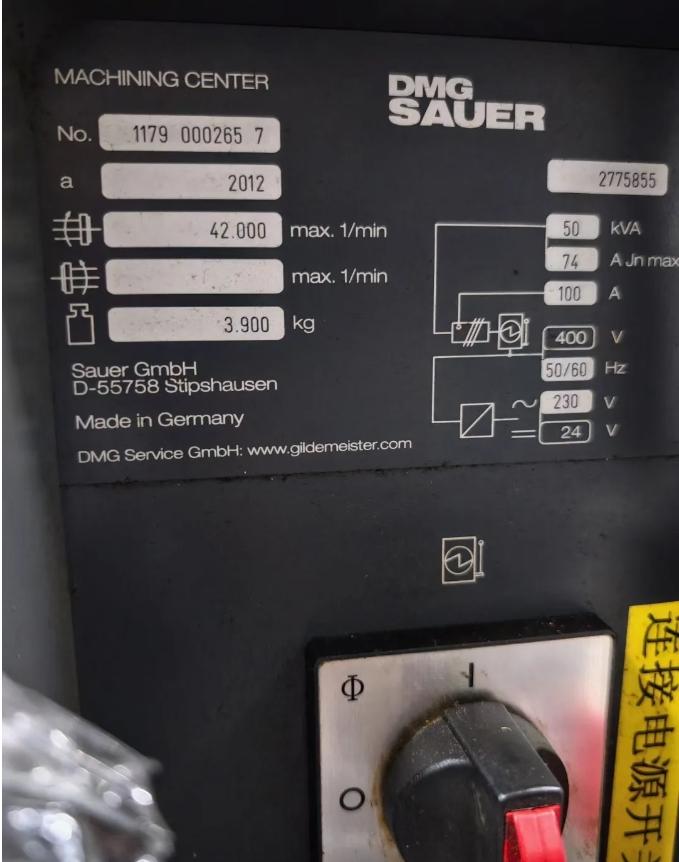 MACHINING CENTER
DMG
SAUER
No. 1179 000265 7
a 2012
2775855
42.000 max. 1/min
max. 1/min
3.900 kg
50 kVA
74 A Jn max
100 A
400 V
50/60 Hz
~ 230 V
= 24 V
Sauer GmbH
D-55758 Stipshausen
Made in Germany
DMG Service GmbH: www.gildemeister.com
Φ
I
O
连接电源开